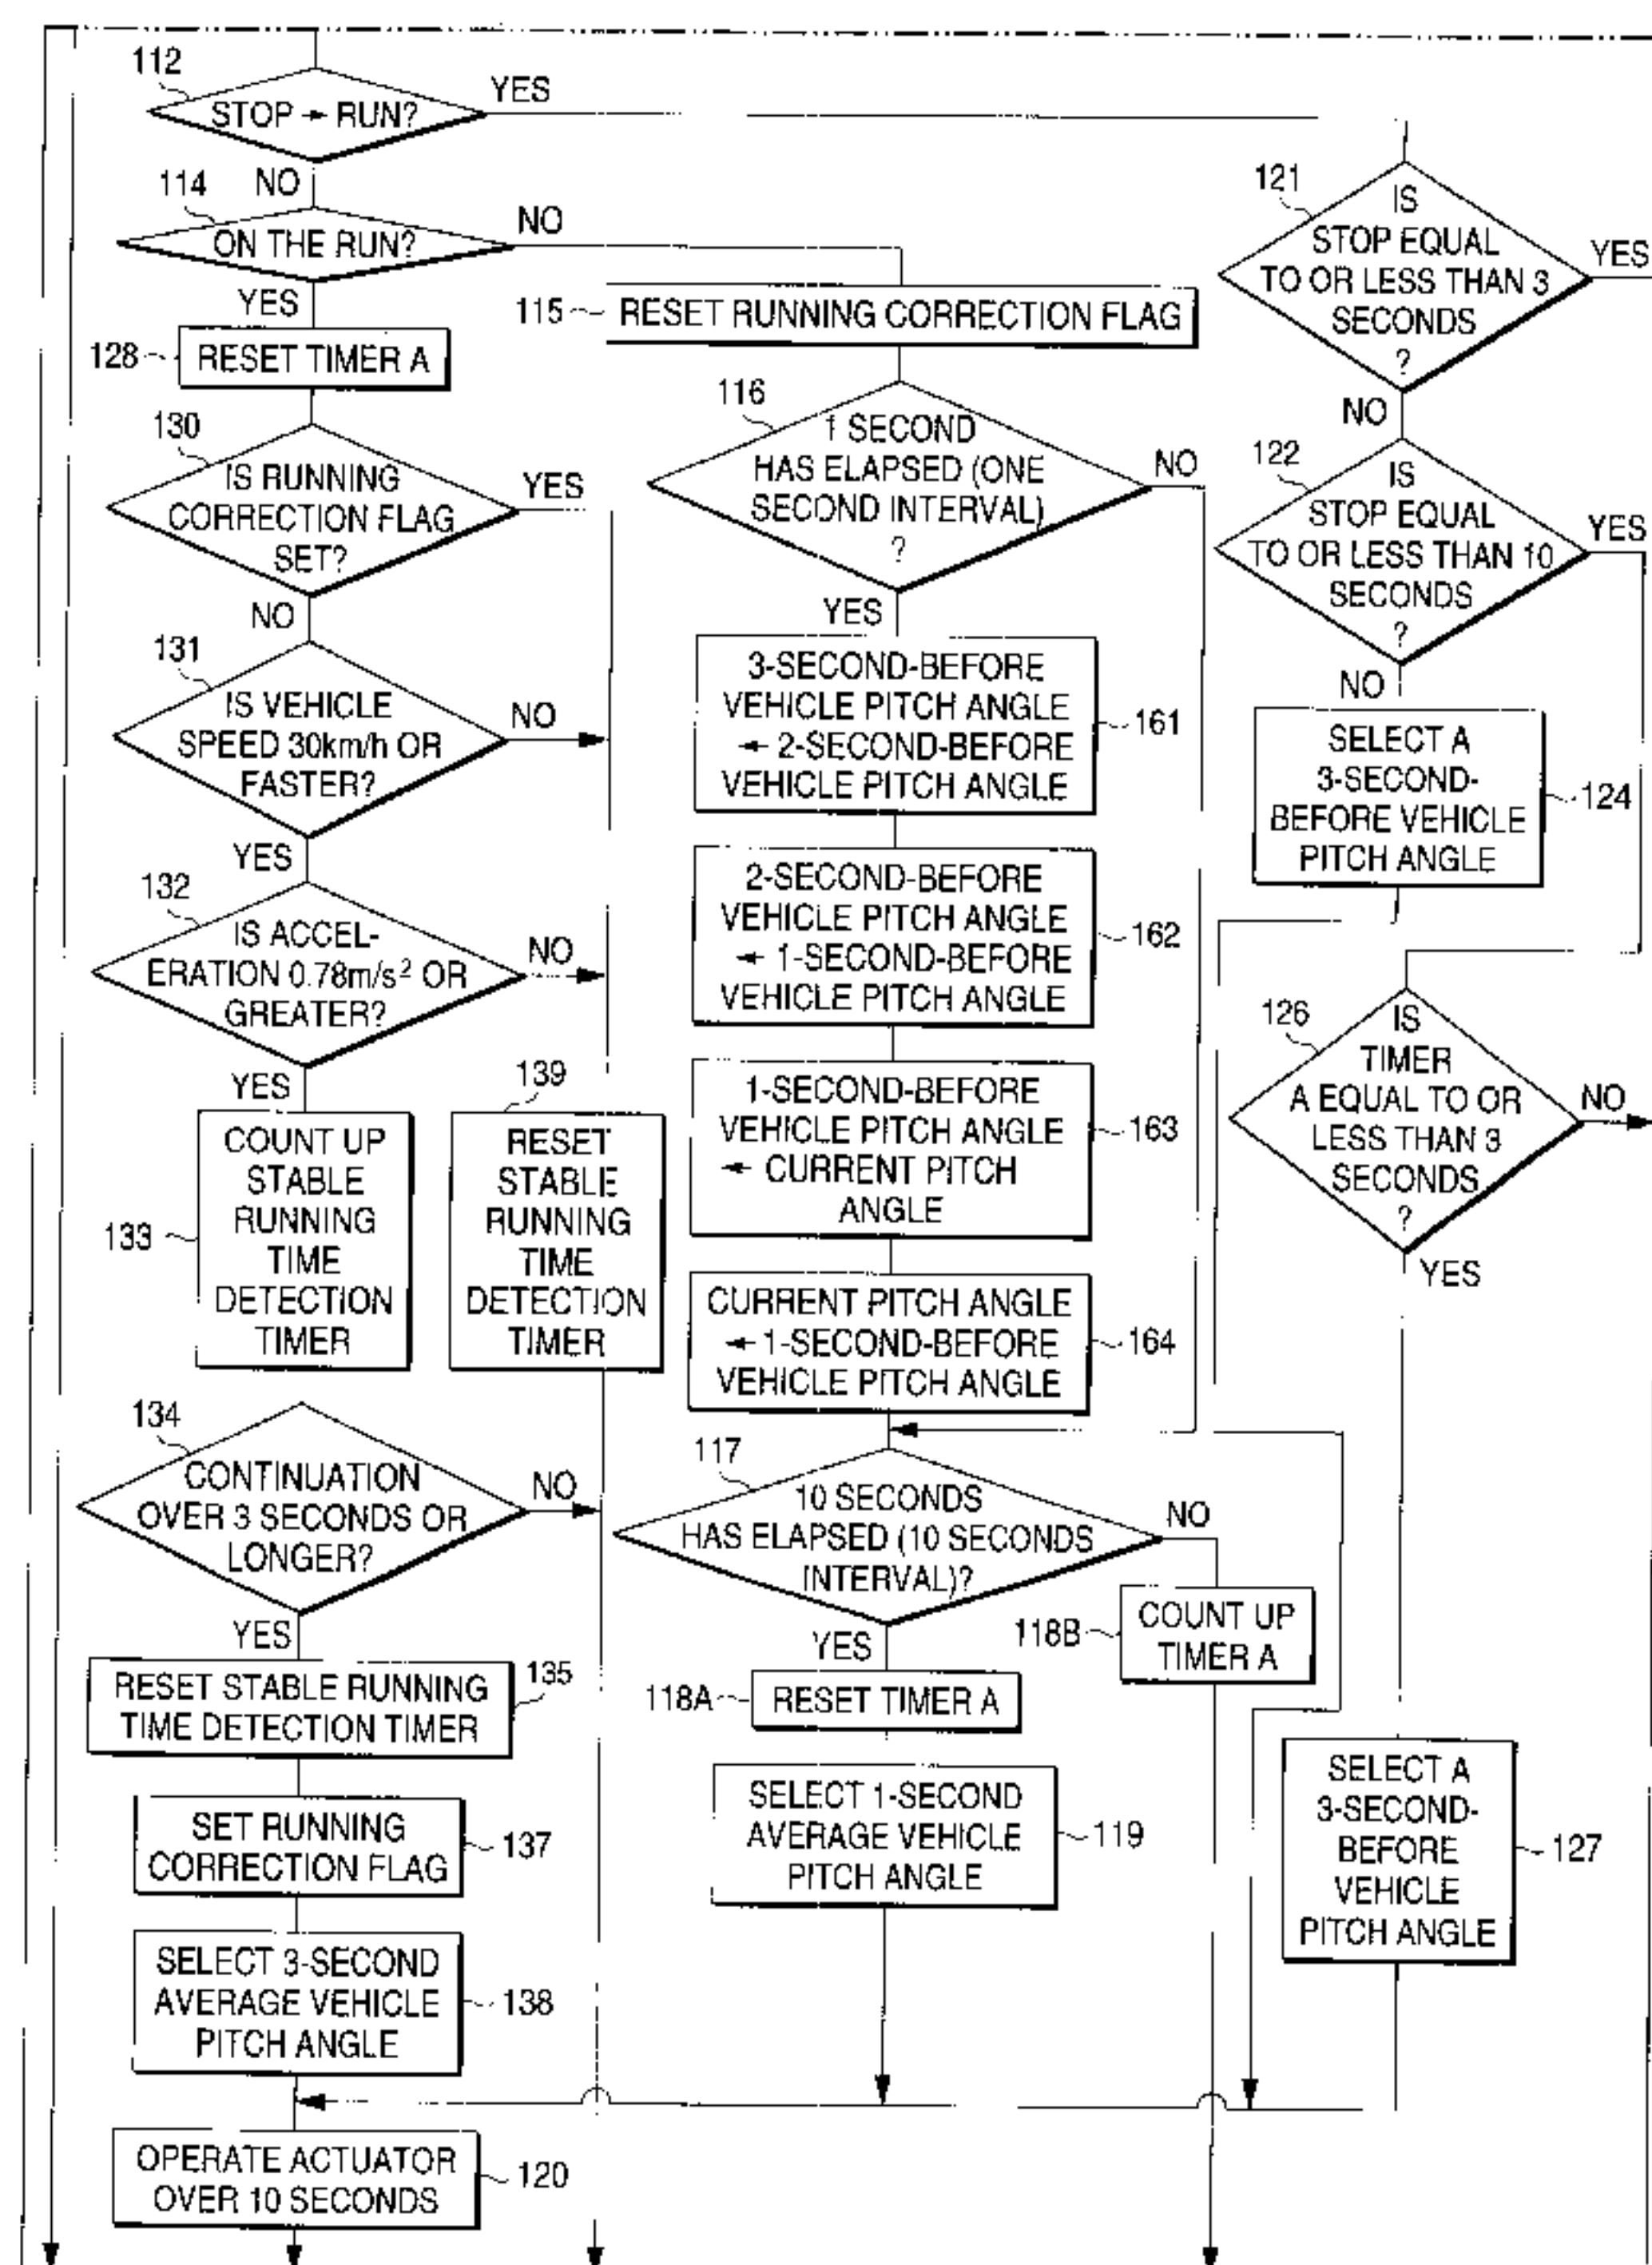 112
STOP → RUN?
YES
NO
114
ON THE RUN?
NO
YES
128
RESET TIMER A
130
IS RUNNING
CORRECTION FLAG
SET?
YES
NO
131
IS VEHICLE
SPEED 30km/h OR
FASTER?
NO
YES
132
IS ACCEL-
ERATION 0.78m/s² OR
GREATER?
NO
YES
133
COUNT UP
STABLE
RUNNING
TIME
DETECTION
TIMER
139
RESET
STABLE
RUNNING
TIME
DETECTION
TIMER
134
CONTINUATION
OVER 3 SECONDS OR
LONGER?
NO
YES
RESET STABLE RUNNING
TIME DETECTION TIMER
135
SET RUNNING
CORRECTION FLAG
137
SELECT 3-SECOND
AVERAGE VEHICLE
PITCH ANGLE
138
OPERATE ACTUATOR
OVER 10 SECONDS
120
115
RESET RUNNING CORRECTION FLAG
116
1 SECOND
HAS ELAPSED (ONE
SECOND INTERVAL)
?
NO
YES
3-SECOND-BEFORE
VEHICLE PITCH ANGLE
← 2-SECOND-BEFORE
VEHICLE PITCH ANGLE
161
2-SECOND-BEFORE
VEHICLE PITCH ANGLE
← 1-SECOND-BEFORE
VEHICLE PITCH ANGLE
162
1-SECOND-BEFORE
VEHICLE PITCH ANGLE
← CURRENT PITCH
ANGLE
163
CURRENT PITCH ANGLE
← 1-SECOND-BEFORE
VEHICLE PITCH ANGLE
164
117
10 SECONDS
HAS ELAPSED (10 SECONDS
INTERVAL)?
NO
YES
118B
COUNT UP
TIMER A
118A
RESET TIMER A
SELECT 1-SECOND
AVERAGE VEHICLE
PITCH ANGLE
119
121
IS
STOP EQUAL
TO OR LESS THAN 3
SECONDS
?
YES
NO
122
IS
STOP EQUAL
TO OR LESS THAN 10
SECONDS
?
YES
NO
SELECT A
3-SECOND-
BEFORE VEHICLE
PITCH ANGLE
124
126
IS
TIMER
A EQUAL TO OR
LESS THAN 3
SECONDS
?
NO
YES
SELECT A
3-SECOND-
BEFORE
VEHICLE
PITCH ANGLE
127